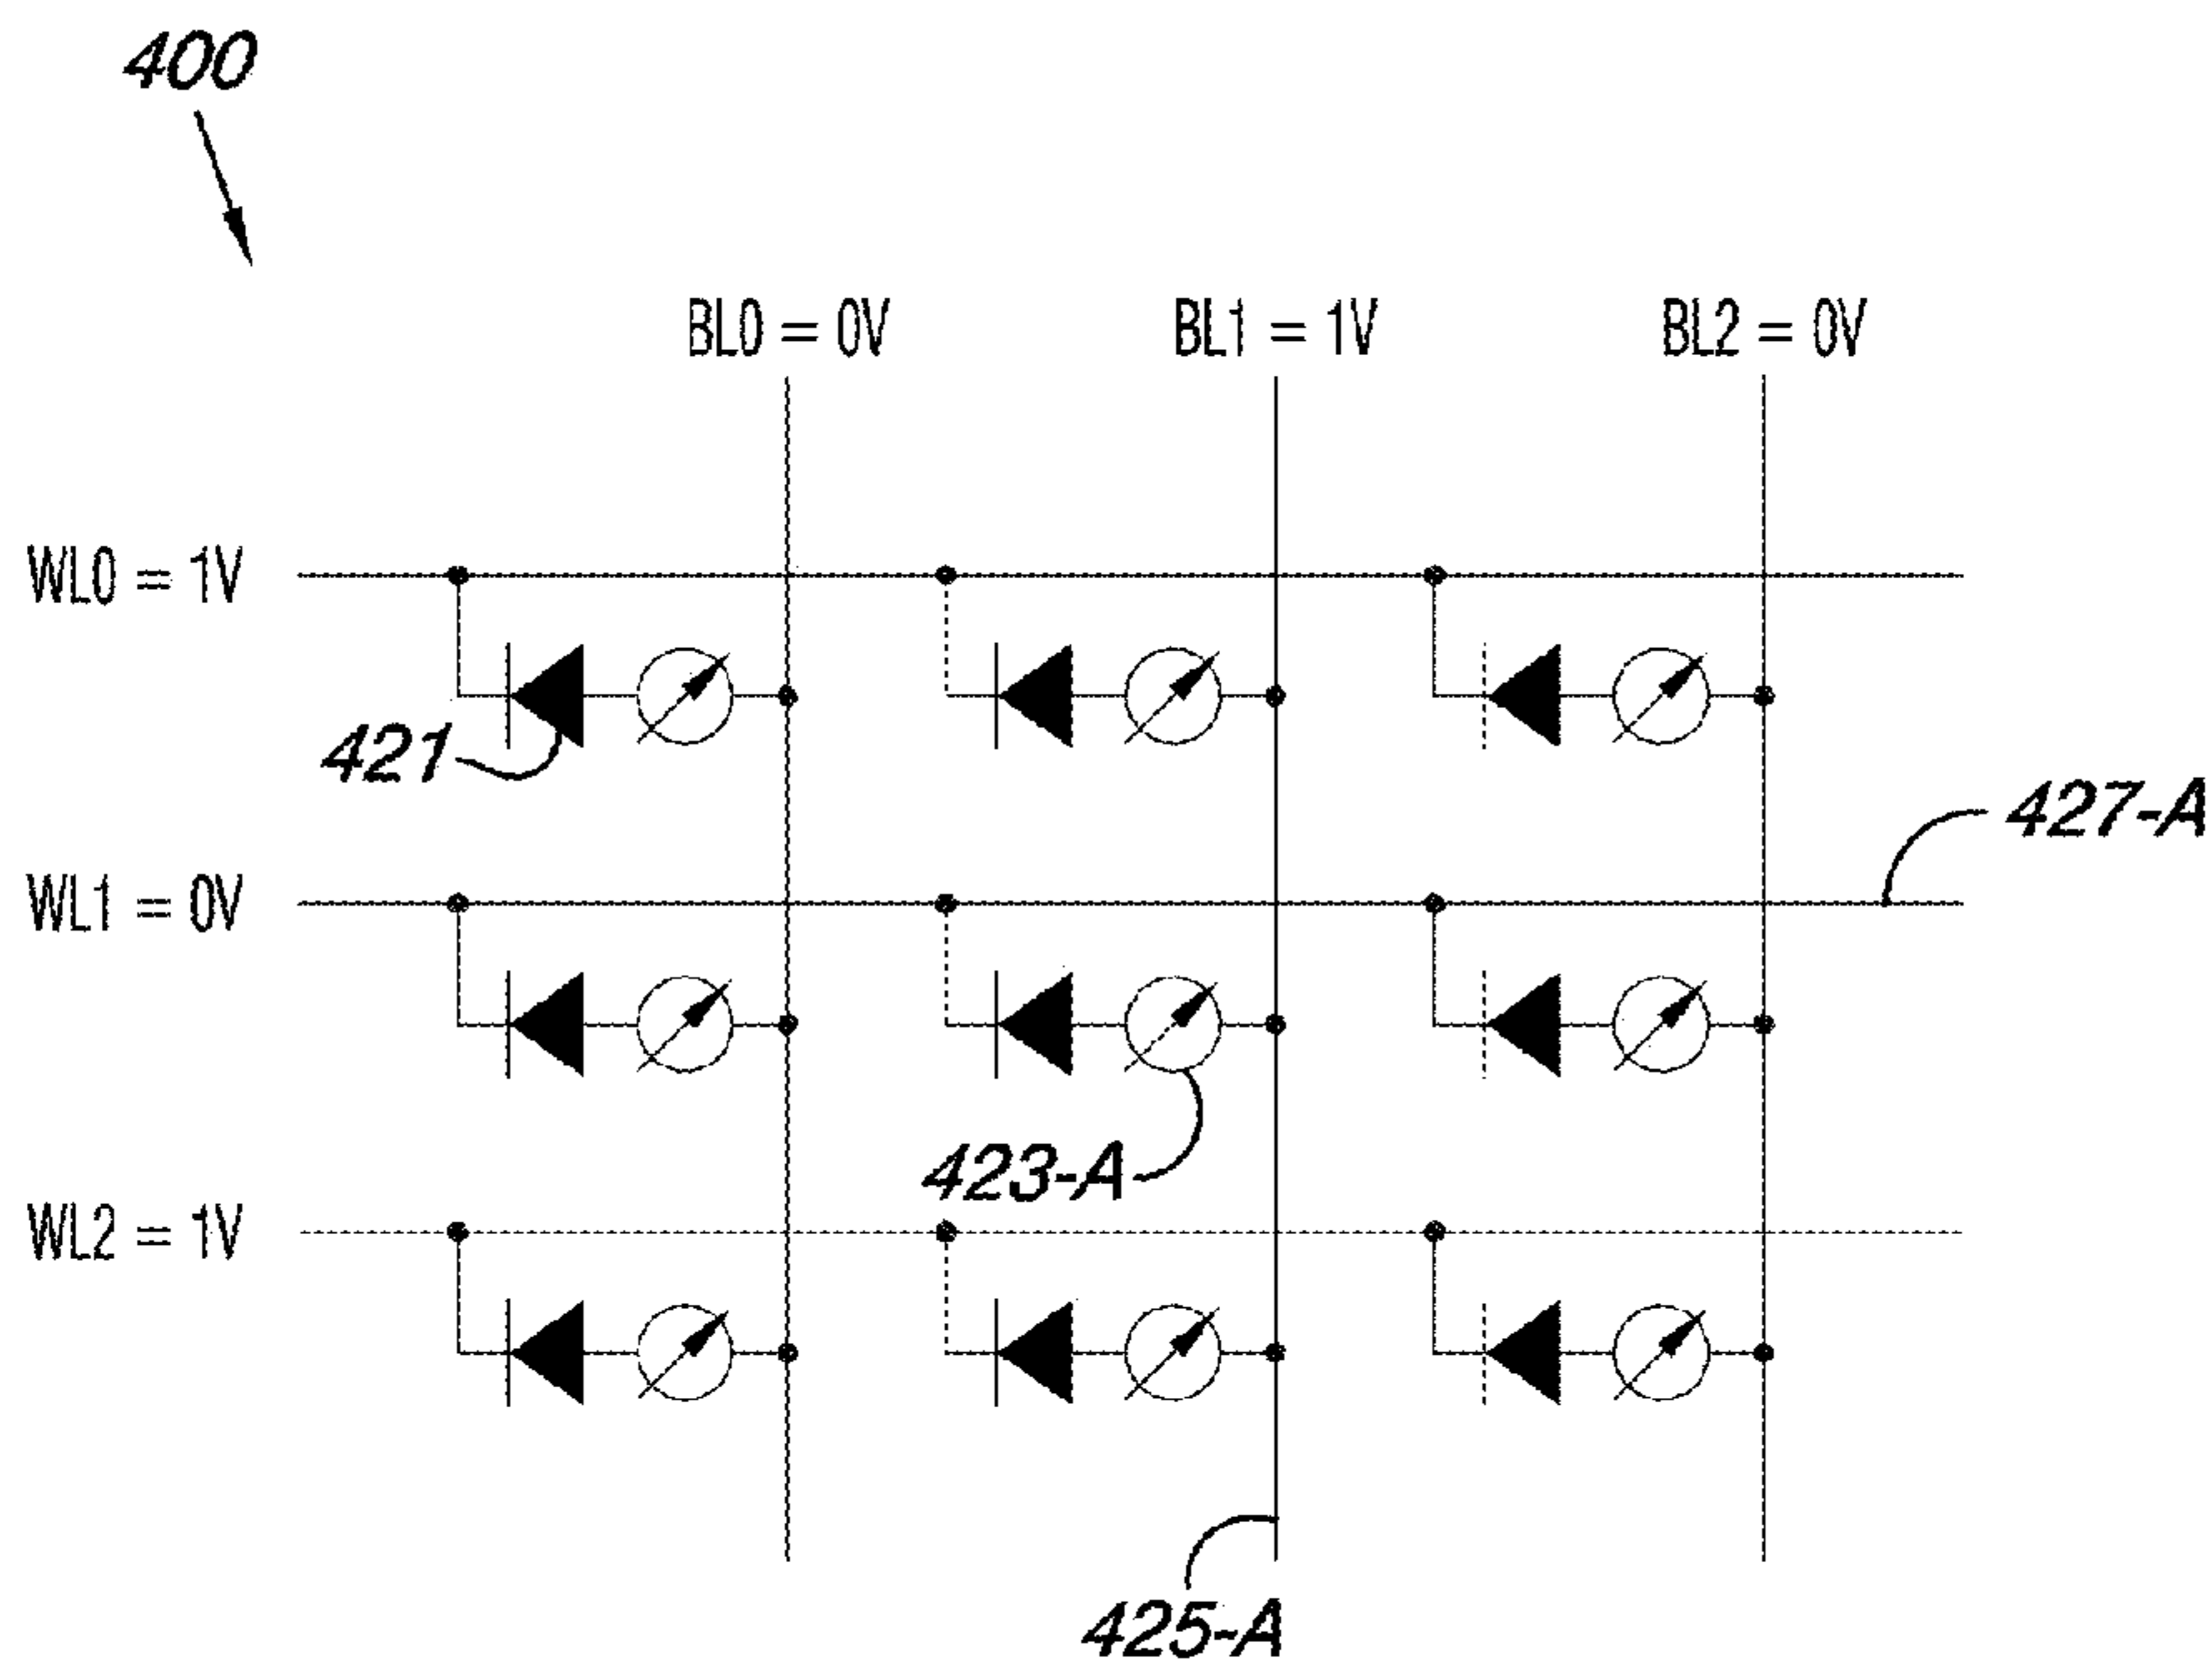 400
BL0 = 0V
BL1 = 1V
BL2 = 0V
WL0 = 1V
421
427-A
WL1 = 0V
423-A
WL2 = 1V
425-A